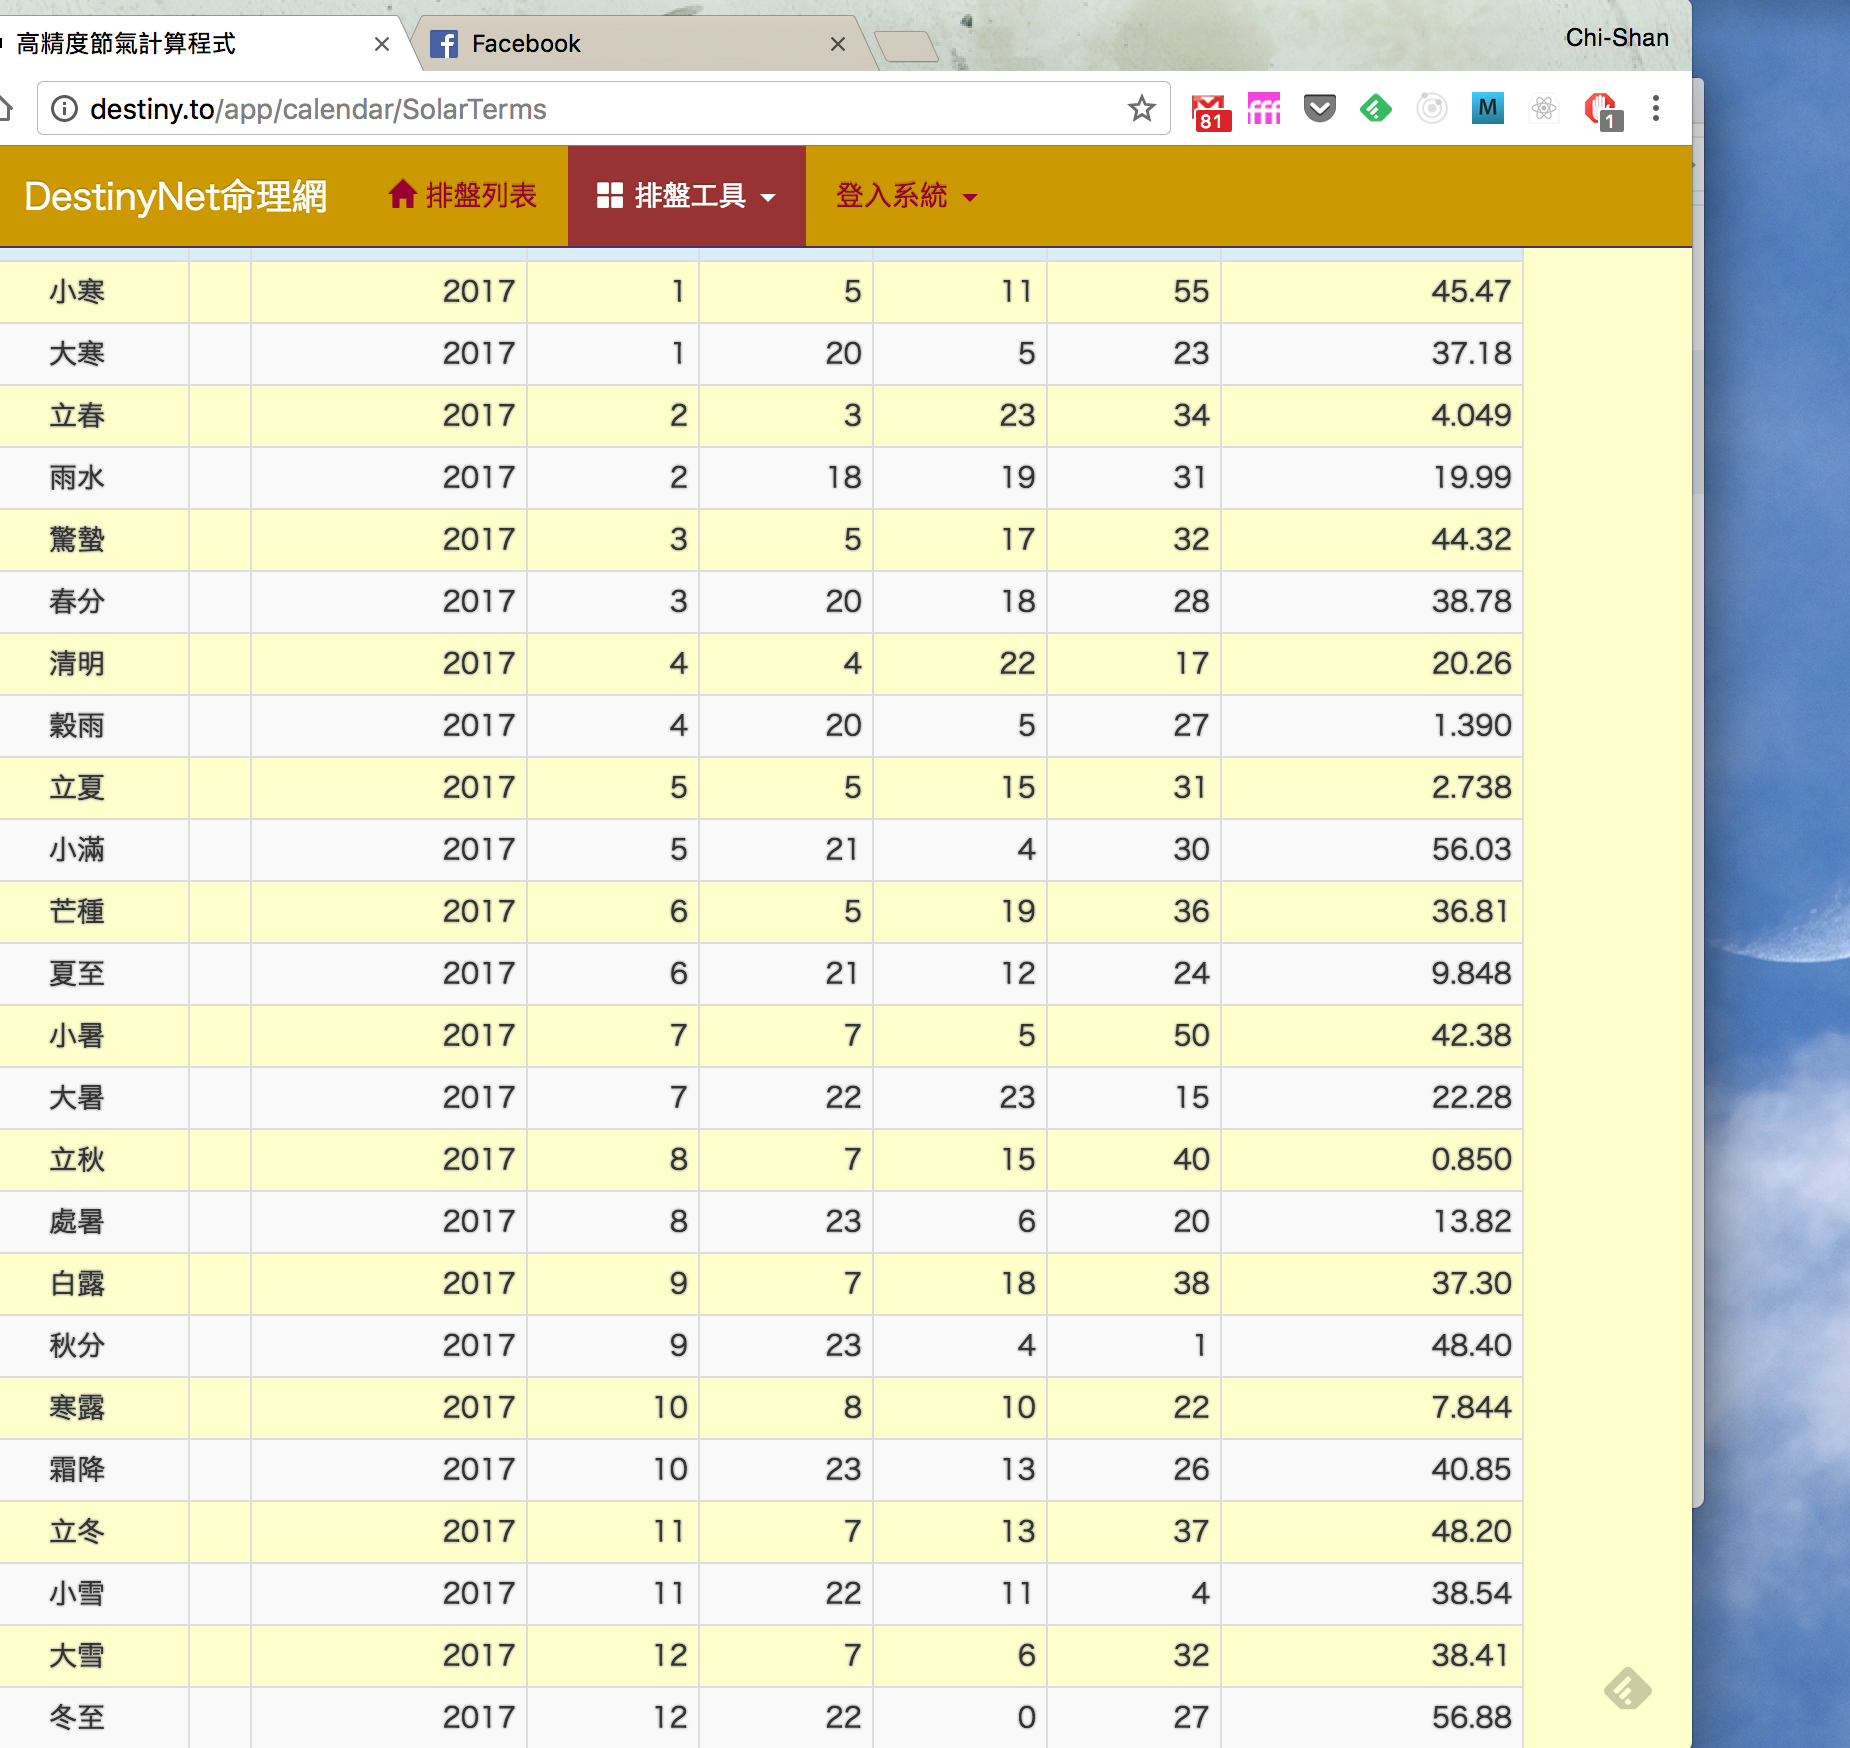 高精度節氣計算程式
Facebook
Chi-Shan
destiny.to/app/calendar/SolarTerms
81
M
1
DestinyNet命理網 排盤列表 排盤工具 登入系統
小寒 2017 1 5 11 55 45.47
大寒 2017 1 20 5 23 37.18
立春 2017 2 3 23 34 4.049
雨水 2017 2 18 19 31 19.99
驚蟄 2017 3 5 17 32 44.32
春分 2017 3 20 18 28 38.78
清明 2017 4 4 22 17 20.26
穀雨 2017 4 20 5 27 1.390
立夏 2017 5 5 15 31 2.738
小滿 2017 5 21 4 30 56.03
芒種 2017 6 5 19 36 36.81
夏至 2017 6 21 12 24 9.848
小暑 2017 7 7 5 50 42.38
大暑 2017 7 22 23 15 22.28
立秋 2017 8 7 15 40 0.850
處暑 2017 8 23 6 20 13.82
白露 2017 9 7 18 38 37.30
秋分 2017 9 23 4 1 48.40
寒露 2017 10 8 10 22 7.844
霜降 2017 10 23 13 26 40.85
立冬 2017 11 7 13 37 48.20
小雪 2017 11 22 11 4 38.54
大雪 2017 12 7 6 32 38.41
冬至 2017 12 22 0 27 56.88